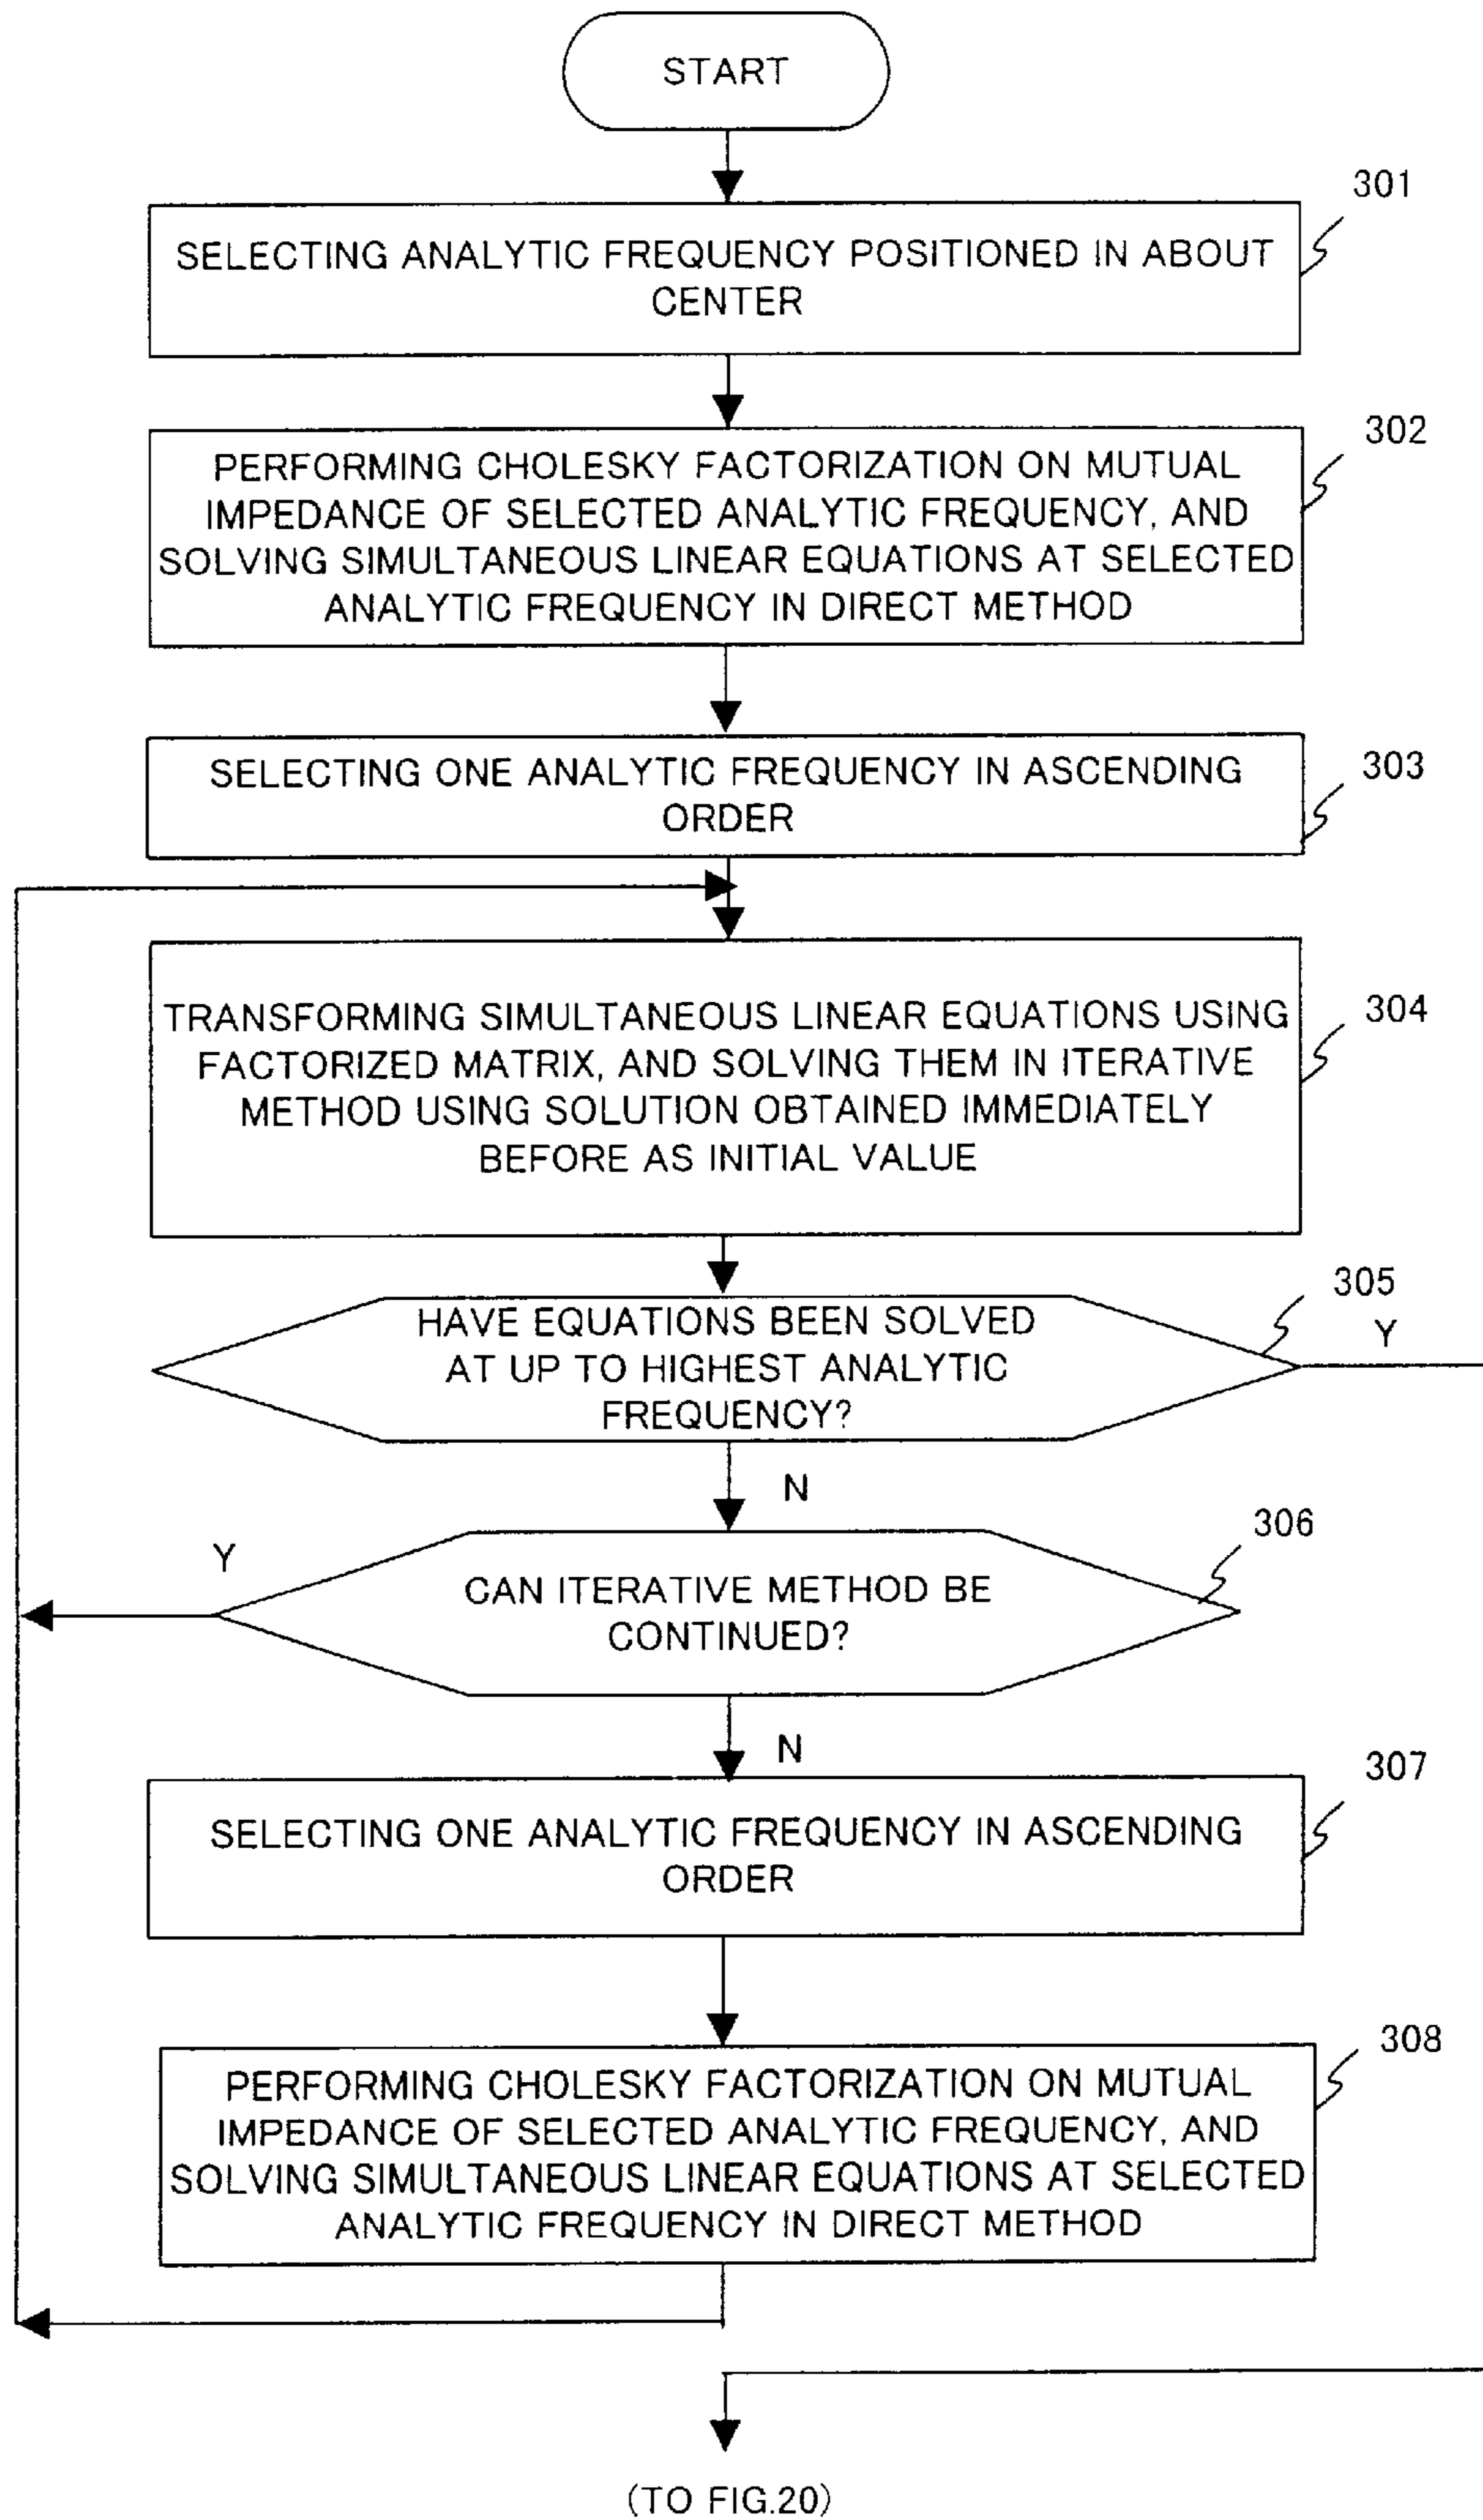 START
301
SELECTING ANALYTIC FREQUENCY POSITIONED IN ABOUT
CENTER
302
PERFORMING CHOLESKY FACTORIZATION ON MUTUAL
IMPEDANCE OF SELECTED ANALYTIC FREQUENCY, AND
SOLVING SIMULTANEOUS LINEAR EQUATIONS AT SELECTED
ANALYTIC FREQUENCY IN DIRECT METHOD
303
SELECTING ONE ANALYTIC FREQUENCY IN ASCENDING
ORDER
304
TRANSFORMING SIMULTANEOUS LINEAR EQUATIONS USING
FACTORIZED MATRIX, AND SOLVING THEM IN ITERATIVE
METHOD USING SOLUTION OBTAINED IMMEDIATELY
BEFORE AS INITIAL VALUE
305
HAVE EQUATIONS BEEN SOLVED
AT UP TO HIGHEST ANALYTIC
FREQUENCY?
Y
N
306
Y
CAN ITERATIVE METHOD BE
CONTINUED?
N
307
SELECTING ONE ANALYTIC FREQUENCY IN ASCENDING
ORDER
308
PERFORMING CHOLESKY FACTORIZATION ON MUTUAL
IMPEDANCE OF SELECTED ANALYTIC FREQUENCY, AND
SOLVING SIMULTANEOUS LINEAR EQUATIONS AT SELECTED
ANALYTIC FREQUENCY IN DIRECT METHOD
(TO FIG.20)